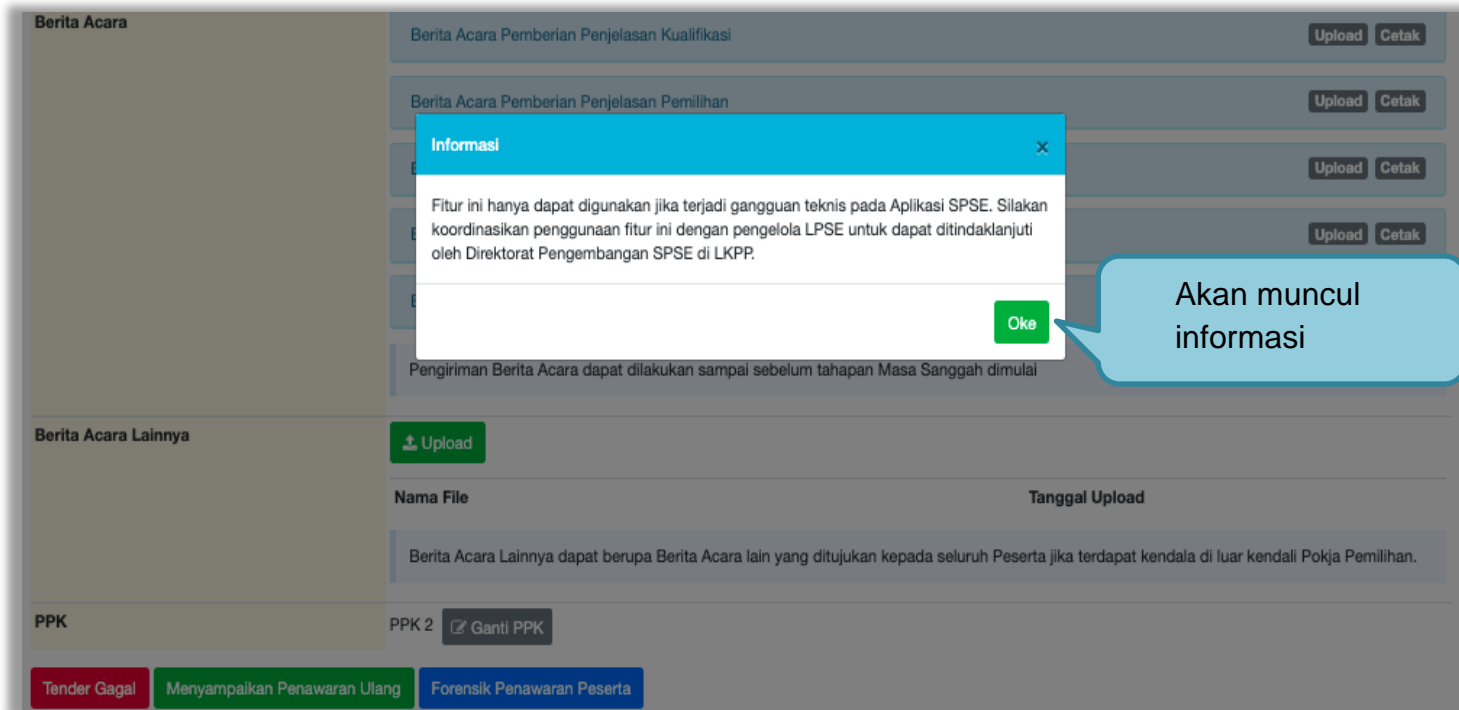 Berita Acara
Berita Acara Pemberian Penjelasan Kualifikasi
Upload Cetak
Berita Acara Pemberian Penjelasan Pemilihan
Upload Cetak
Informasi ×
Upload Cetak
Fitur ini hanya dapat digunakan jika terjadi gangguan teknis pada Aplikasi SPSE. Silakan
koordinasikan penggunaan fitur ini dengan pengelola LPSE untuk dapat ditindaklanjuti
oleh Direktorat Pengembangan SPSE di LKPP.
Upload Cetak
Oke
Akan muncul
informasi
Pengiriman Berita Acara dapat dilakukan sampai sebelum tahapan Masa Sanggah dimulai
Berita Acara Lainnya
Upload
Nama File Tanggal Upload
Berita Acara Lainnya dapat berupa Berita Acara lain yang ditujukan kepada seluruh Peserta jika terdapat kendala di luar kendali Pokja Pemilihan.
PPK
PPK 2 Ganti PPK
Tender Gagal Menyampaikan Penawaran Ulang Forensik Penawaran Peserta